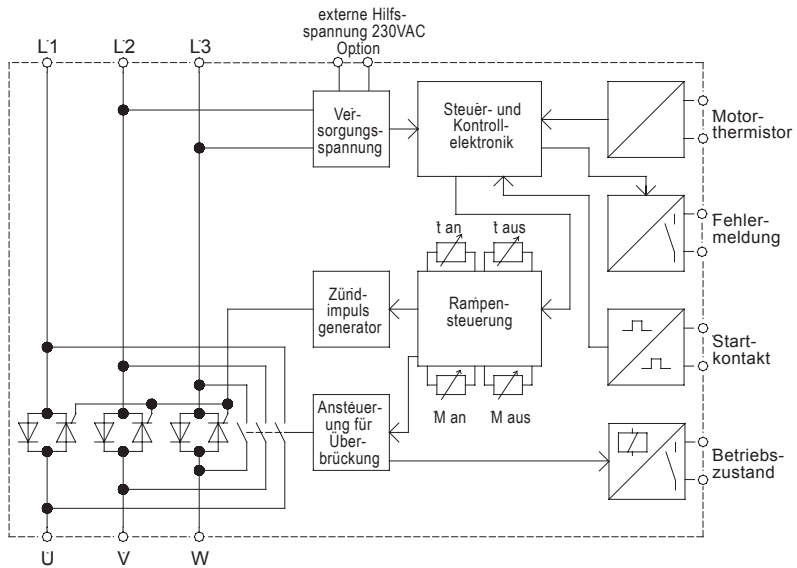 externe Hilfs-
spannung 230VAC
Option
L1
L2
L3
Ver-
sorgungs-
spannung
Steuer- und
Kontroll-
elektronik
Motor-
thermistor
Fehler-
meldung
t an
t aus
Zünd-
impuls
generator
Rampen-
steuerung
Start-
kontakt
M an
M aus
Ansteuer-
ung für
Über-
brückung
Betriebs-
zustand
U
V
W